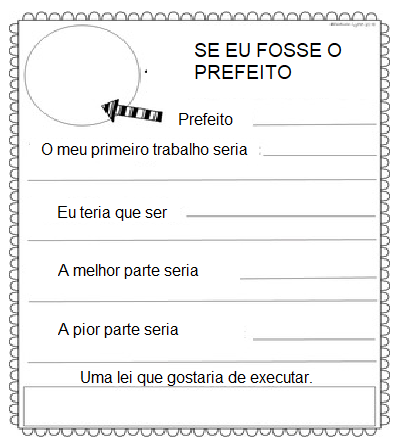 SE EU FOSSE O
PREFEITO
Prefeito
O meu primeiro trabalho seria :
Eu teria que ser
A melhor parte seria
A pior parte seria
Uma lei que gostaria de executar.